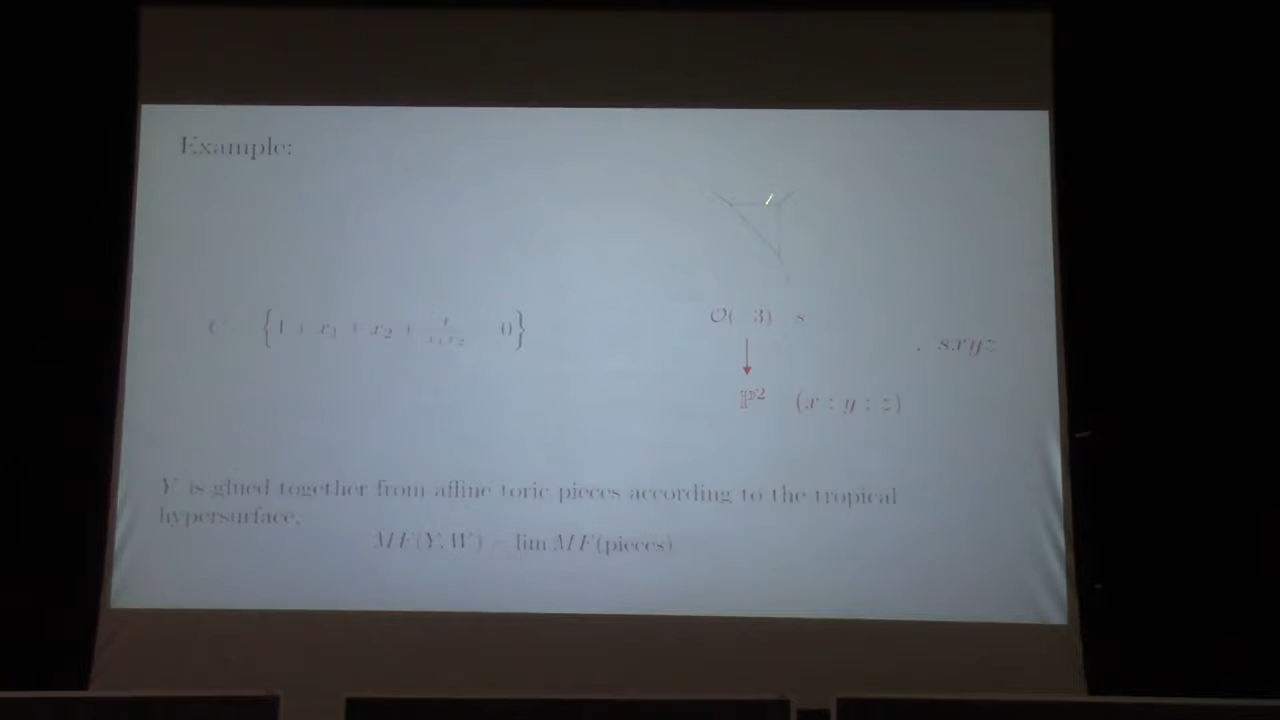 Example:
C = {1 + x₁ + x₂ + t/x₁x₂ = 0}
O(-3) s
. sxyz
ℙ² (x : y : z)
Y is glued together from affine toric pieces according to the tropical
hypersurface.
MF(Y, W) = lim MF(pieces)